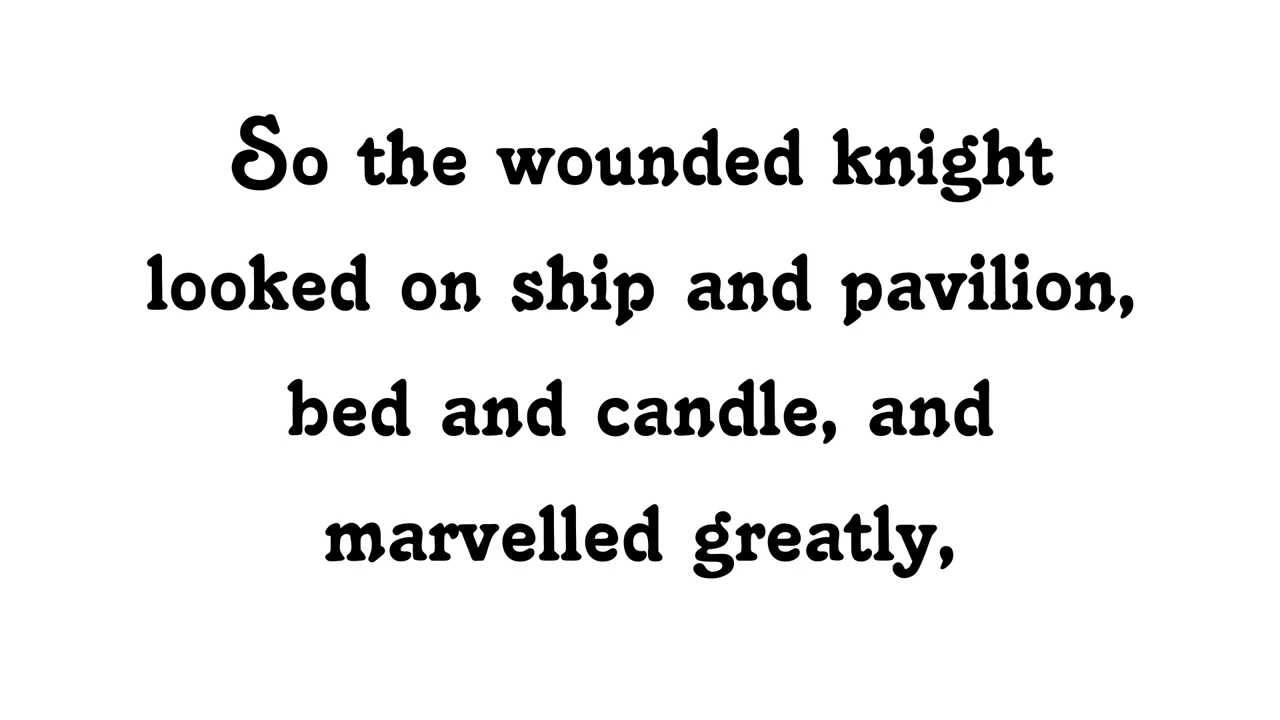 So the wounded knight
looked on ship and pavilion,
bed and candle, and
marvelled greatly,